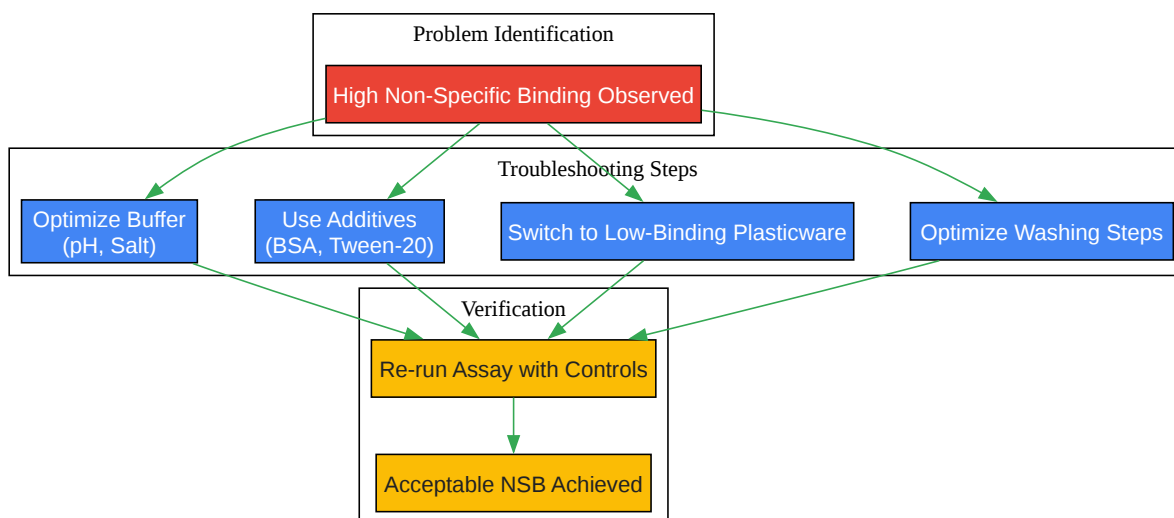 Problem Identification
High Non-Specific Binding Observed
Troubleshooting Steps
Optimize Buffer
(pH, Salt)
Use Additives
(BSA, Tween-20)
Switch to Low-Binding Plasticware
Optimize Washing Steps
Verification
Re-run Assay with Controls
Acceptable NSB Achieved